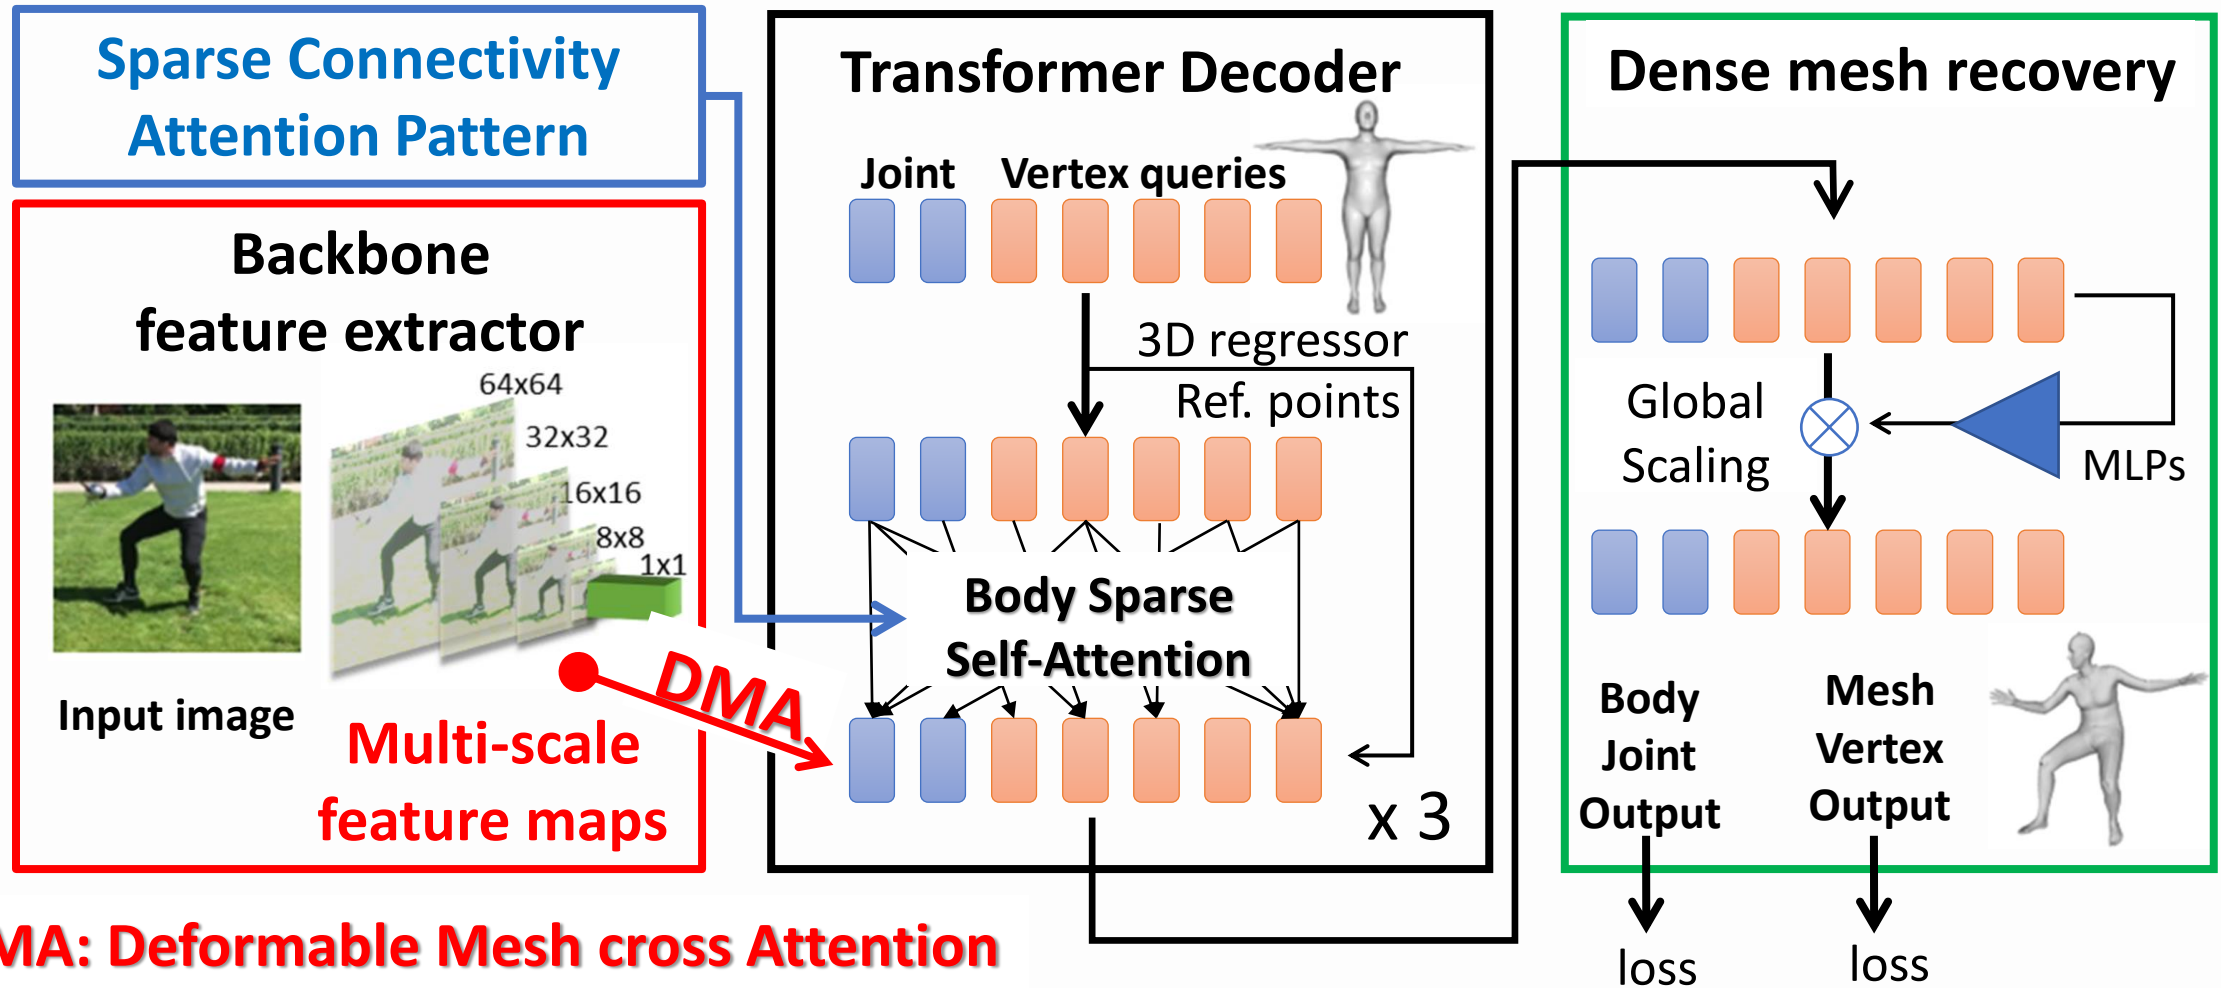 Sparse Connectivity
Attention Pattern
Backbone
feature extractor
64x64
32x32
16x16
8x8
1x1
Input image
Multi-scale
feature maps
DMA
MA: Deformable Mesh cross Attention
Transformer Decoder
Joint
Vertex queries
3D regressor
Ref. points
Body Sparse
Self-Attention
x 3
Dense mesh recovery
Global
Scaling
MLPs
Body
Joint
Output
Mesh
Vertex
Output
loss
loss